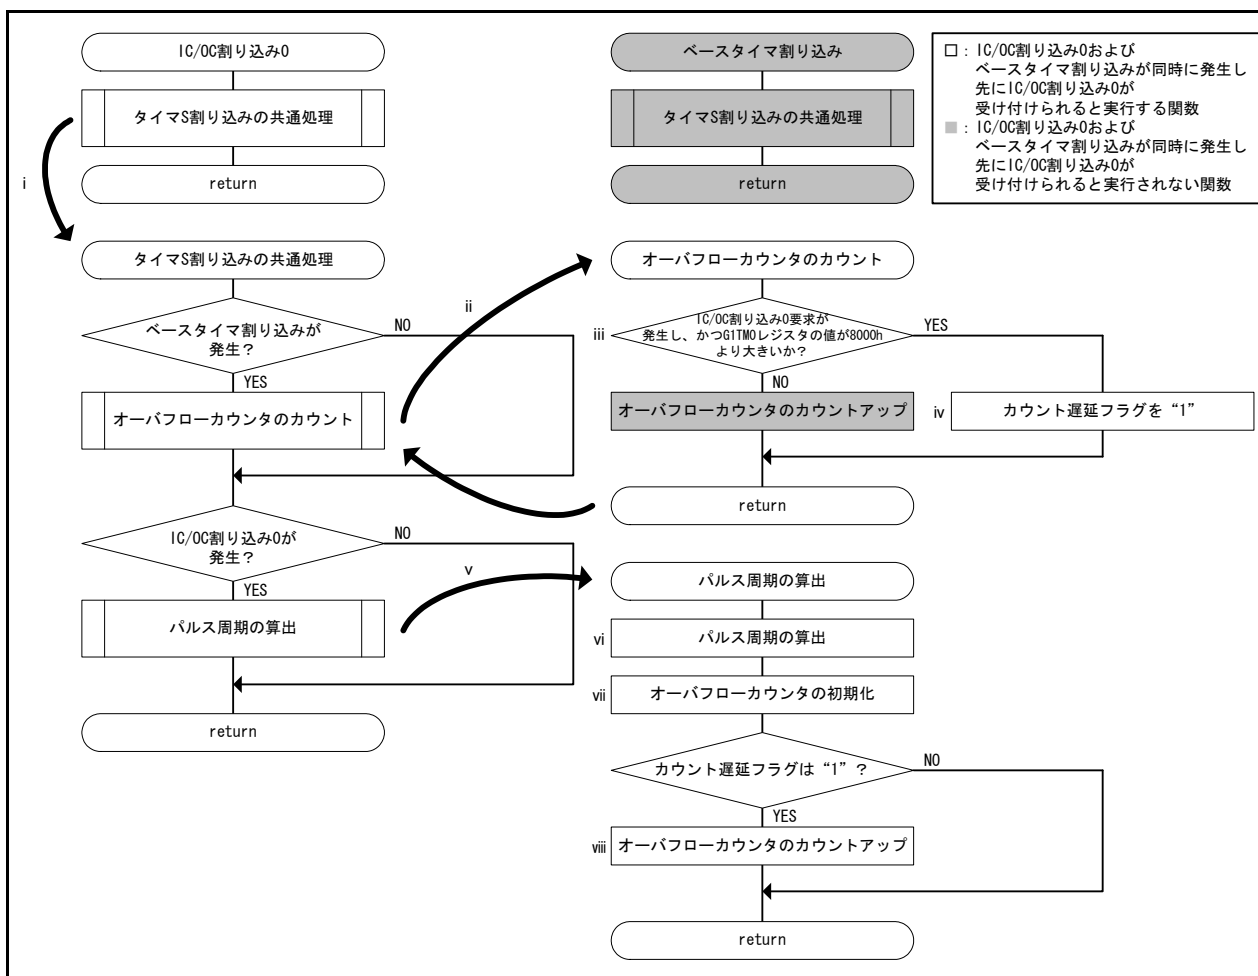 IC/OC割り込み0
タイマS割り込みの共通処理
return
i
ベースタイマ割り込み
タイマS割り込みの共通処理
return
□：IC/OC割り込み0および
ベースタイマ割り込みが同時に発生し
先にIC/OC割り込み0が
受け付けられると実行する関数
■：IC/OC割り込み0および
ベースタイマ割り込みが同時に発生し
先にIC/OC割り込み0が
受け付けられると実行されない関数
タイマS割り込みの共通処理
ベースタイマ割り込みが
発生？
NO
YES
オーバフローカウンタのカウント
IC/OC割り込み0が
発生？
NO
YES
パルス周期の算出
return
ii
オーバフローカウンタのカウント
iii
IC/OC割り込み0要求が
発生し、かつG1TM0レジスタの値が8000h
より大きいか？
YES
NO
オーバフローカウンタのカウントアップ
iv
カウント遅延フラグを“1”
return
v
パルス周期の算出
vi
パルス周期の算出
vii
オーバフローカウンタの初期化
カウント遅延フラグは“1”？
NO
YES
viii
オーバフローカウンタのカウントアップ
return